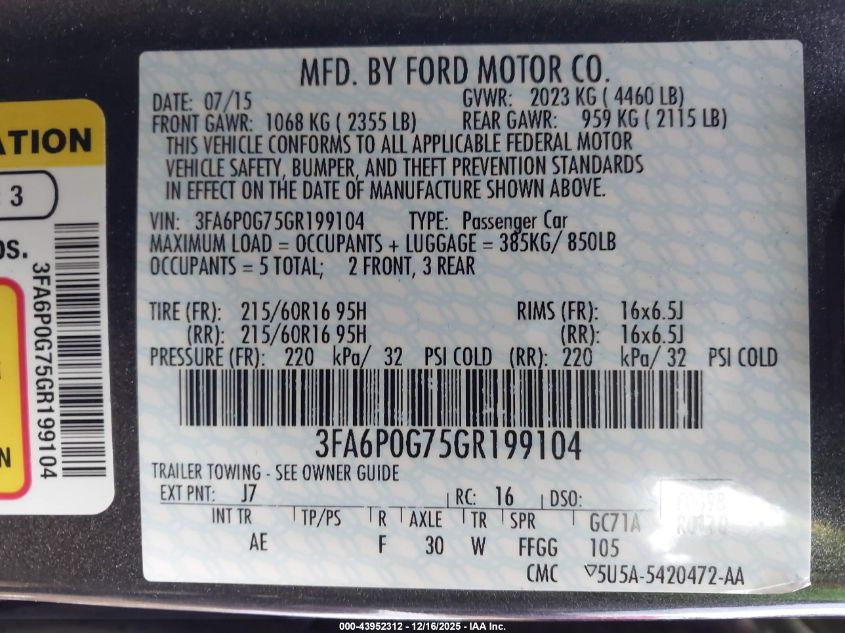 MFD. BY FORD MOTOR CO.
DATE: 07/15 GVWR: 2023 KG ( 4460 LB)
FRONT GAWR: 1068 KG ( 2355 LB) REAR GAWR: 959 KG ( 2115 LB)
THIS VEHICLE CONFORMS TO ALL APPLICABLE FEDERAL MOTOR
VEHICLE SAFETY, BUMPER, AND THEFT PREVENTION STANDARDS
IN EFFECT ON THE DATE OF MANUFACTURE SHOWN ABOVE.
VIN: 3FA6P0G75GR199104 TYPE: Passenger Car
MAXIMUM LOAD = OCCUPANTS + LUGGAGE = 385KG/ 850LB
OCCUPANTS = 5 TOTAL; 2 FRONT, 3 REAR
TIRE (FR): 215/60R16 95H RIMS (FR): 16x6.5J
(RR): 215/60R16 95H (RR): 16x6.5J
PRESSURE (FR): 220 kPa/ 32 PSI COLD (RR): 220 kPa/ 32 PSI COLD
3FA6P0G75GR199104
TRAILER TOWING - SEE OWNER GUIDE
EXT PNT: J7 RC: 16 DSO:
INT TR TP/PS R AXLE TR SPR GC71A
AE F 30 W FFGG 105
CMC ▽5U5A-5420472-AA
3
3FA6P0G75GR199104
000-43952312 - 12/16/2025 - IAA Inc.